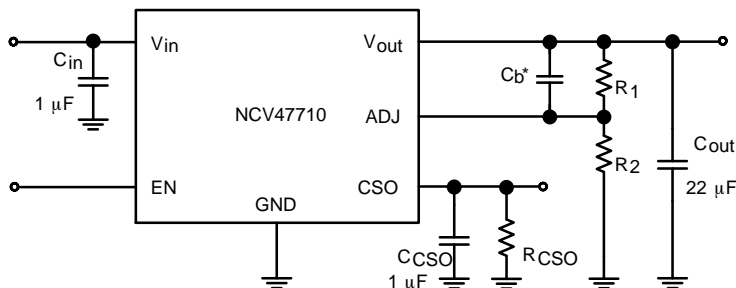 Vin
Vout
Cin
1 μF
Cb*
R1
NCV47710
ADJ
Cout
22 μF
R2
EN
CSO
GND
CCSO
1 μF
RCSO